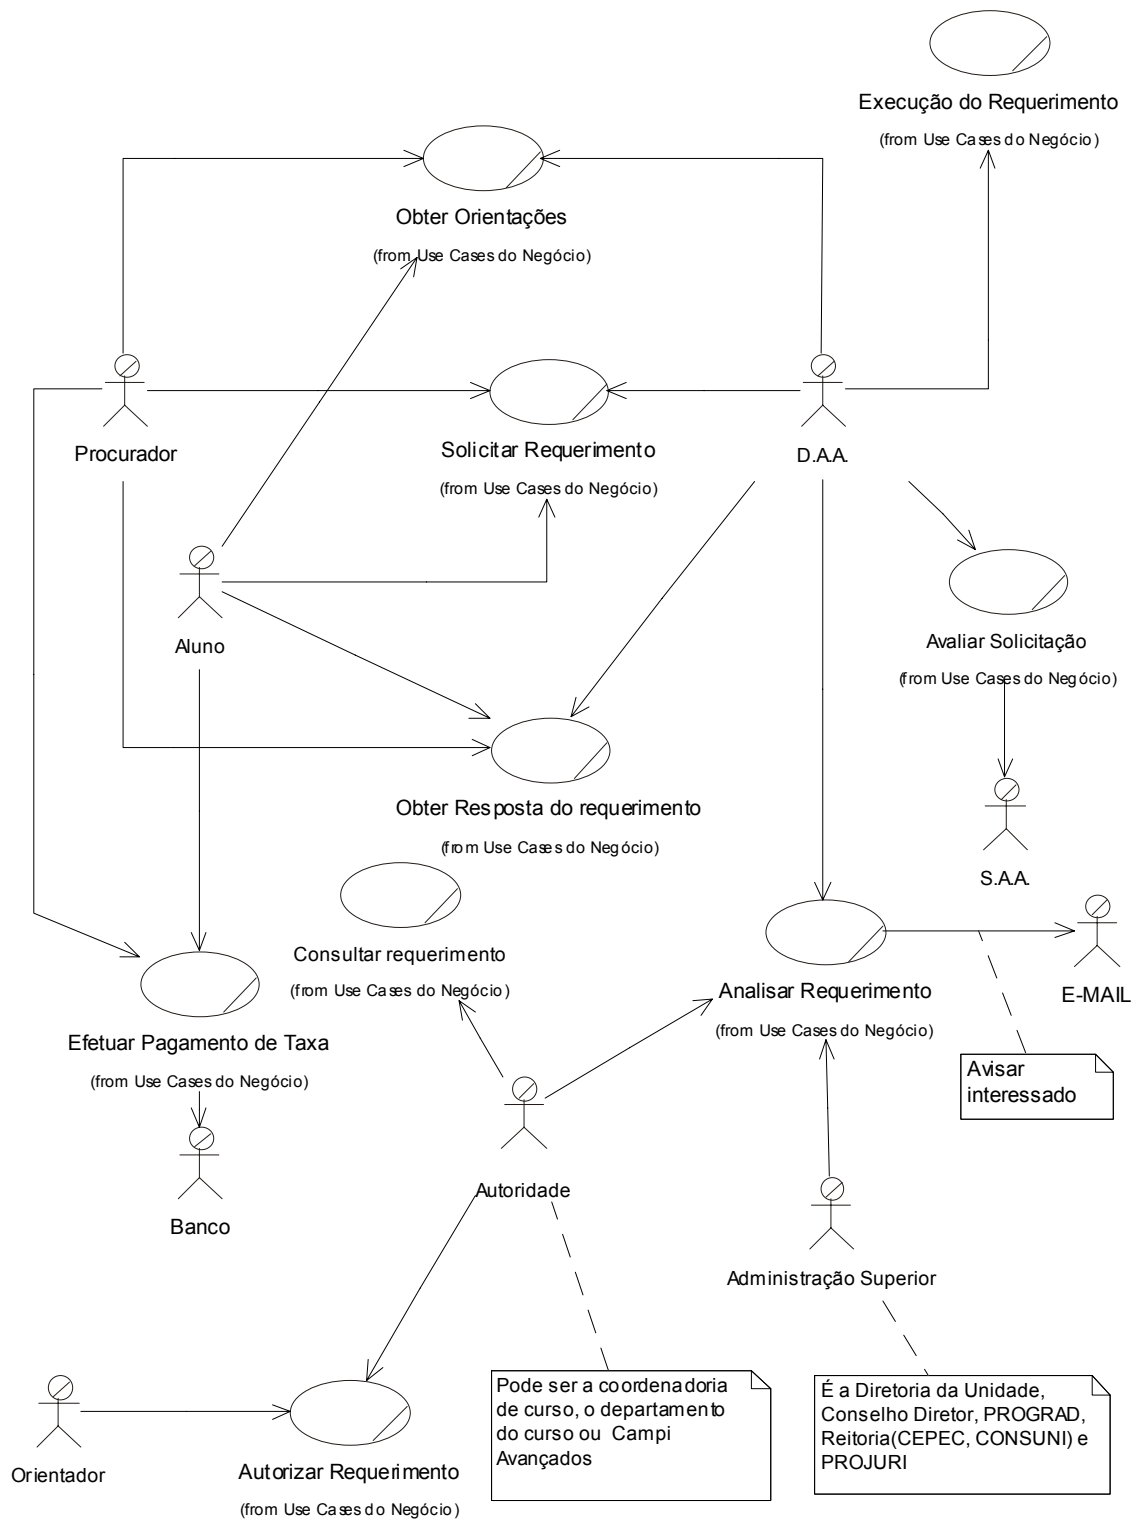 Execução do Requerimento
(from Use Cases do Negócio)
Obter Orientações
(from Use Cases do Negócio)
Procurador
Solicitar Requerimento
(from Use Cases do Negócio)
D.A.A.
Aluno
Avaliar Solicitação
(from Use Cases do Negócio)
Obter Resposta do requerimento
(from Use Cases do Negócio)
S.A.A.
Consultar requerimento
(from Use Cases do Negócio)
Analisar Requerimento
(from Use Cases do Negócio)
E-MAIL
Efetuar Pagamento de Taxa
(from Use Cases do Negócio)
Avisar
interessado
Autoridade
Banco
Administração Superior
Pode ser a coordenadoria
de curso, o departamento
do curso ou Campi
Avançados
É a Diretoria da Unidade,
Conselho Diretor, PROGRAD,
Reitoria(CEPEC, CONSUNI) e
PROJURI
Orientador
Autorizar Requerimento
(from Use Cases do Negócio)